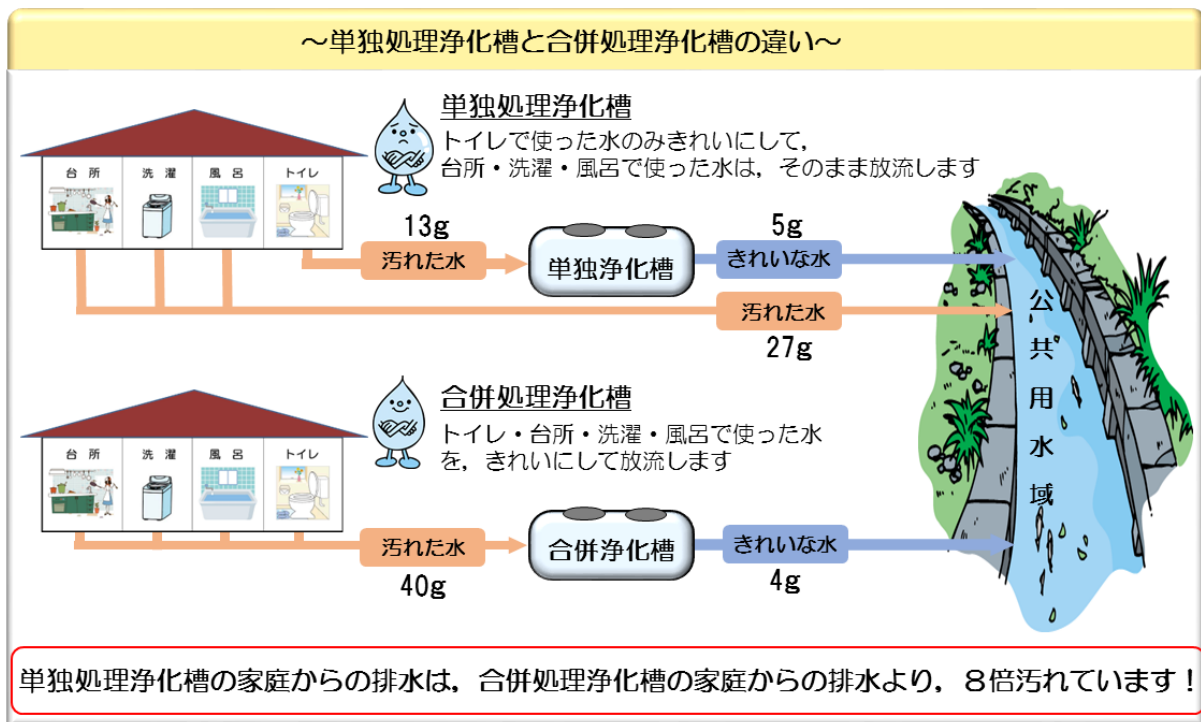 ～単独処理浄化槽と合併処理浄化槽の違い～
単独処理浄化槽
トイレで使った水のみきれいにして，
台所・洗濯・風呂で使った水は，そのまま放流します
台所
洗濯
風呂
トイレ
13g
汚れた水
単独浄化槽
5g
きれいな水
汚れた水
27g
公共用水域
合併処理浄化槽
トイレ・台所・洗濯・風呂で使った水
を，きれいにして放流します
台所
洗濯
風呂
トイレ
汚れた水
40g
合併浄化槽
きれいな水
4g
単独処理浄化槽の家庭からの排水は，合併処理浄化槽の家庭からの排水より，８倍汚れています！